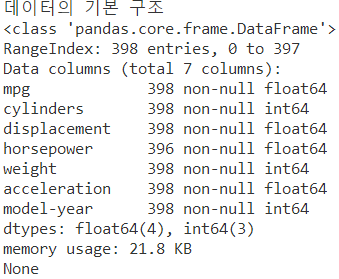 데이터의 기본 구조
<class 'pandas.core.frame.DataFrame'>
RangeIndex: 398 entries, 0 to 397
Data columns (total 7 columns):
mpg             398 non-null float64
cylinders       398 non-null int64
displacement    398 non-null float64
horsepower      396 non-null float64
weight          398 non-null int64
acceleration    398 non-null float64
model-year      398 non-null int64
dtypes: float64(4), int64(3)
memory usage: 21.8 KB
None